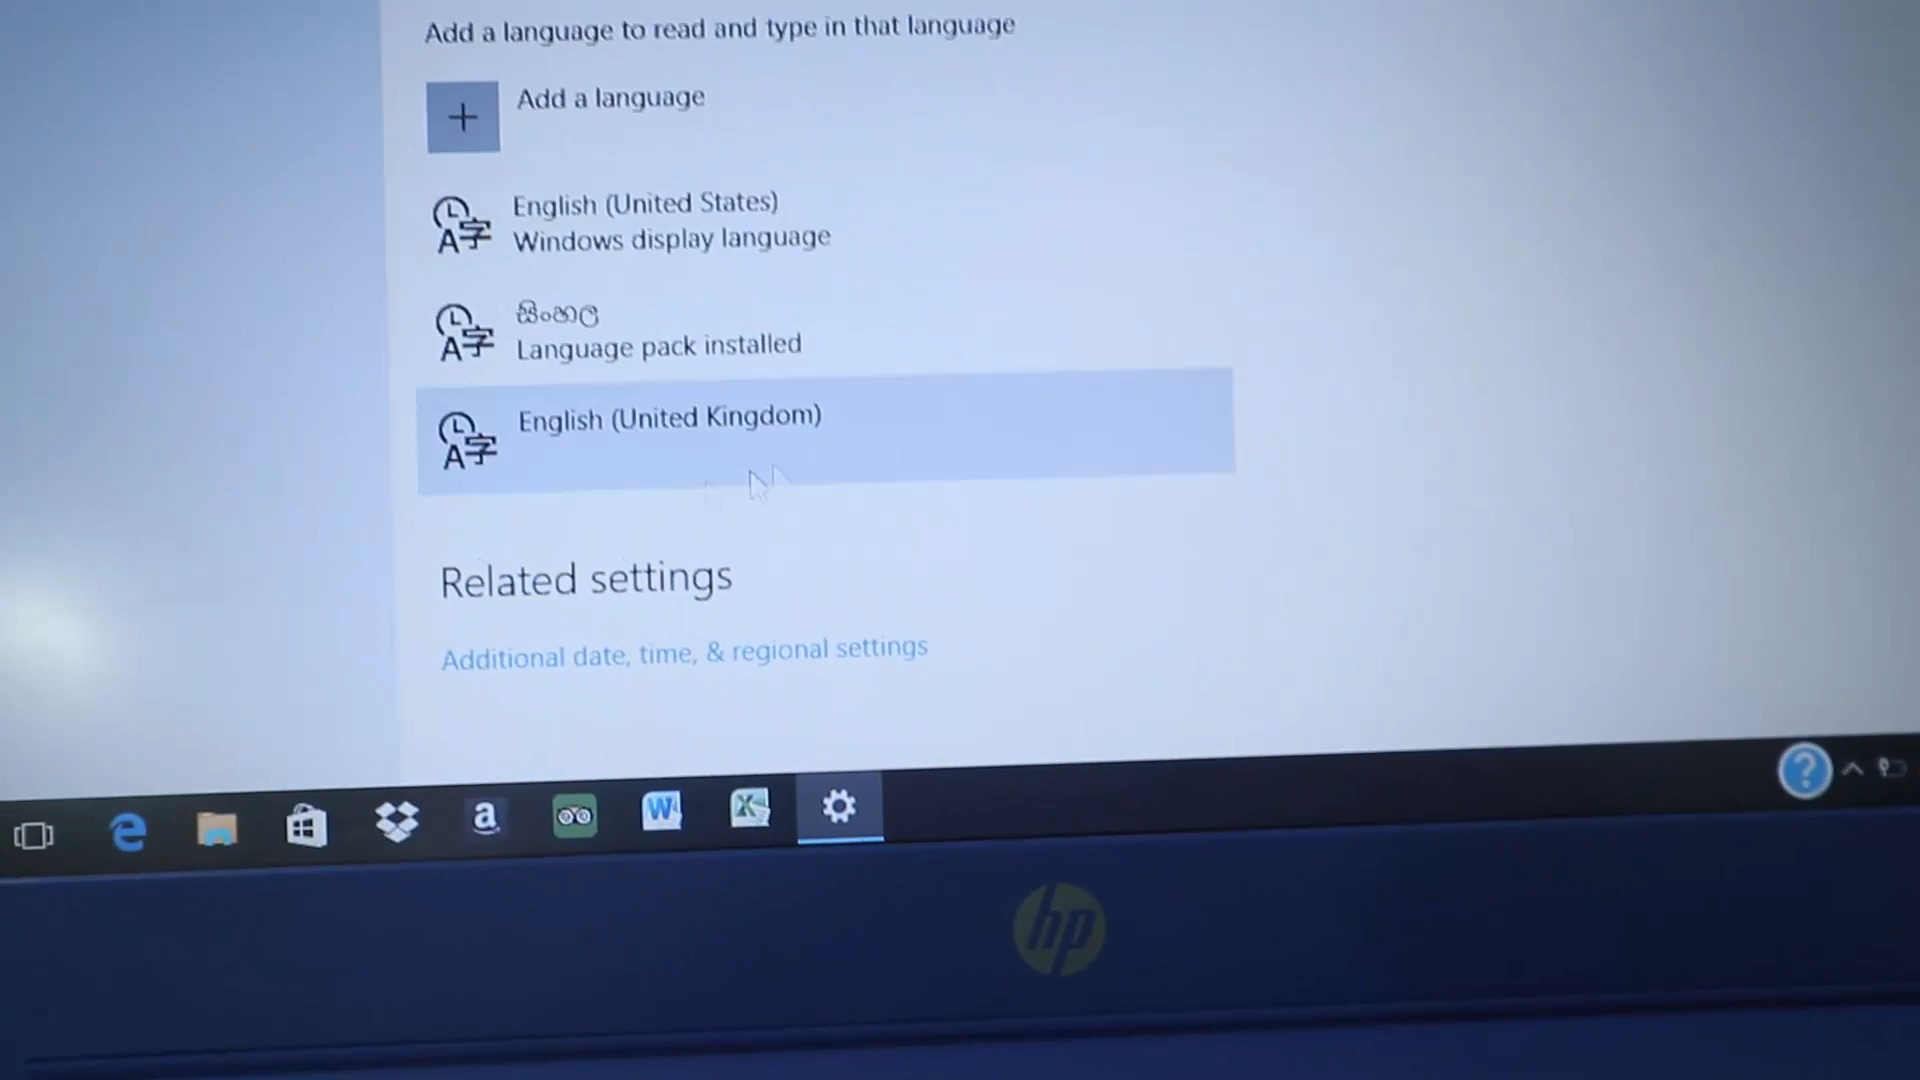 Add a language to read and type in that language
Add a language
English (United States)
Windows display language
සිංහල
Language pack installed
English (United Kingdom)
Related settings
Additional date, time, & regional settings
hp